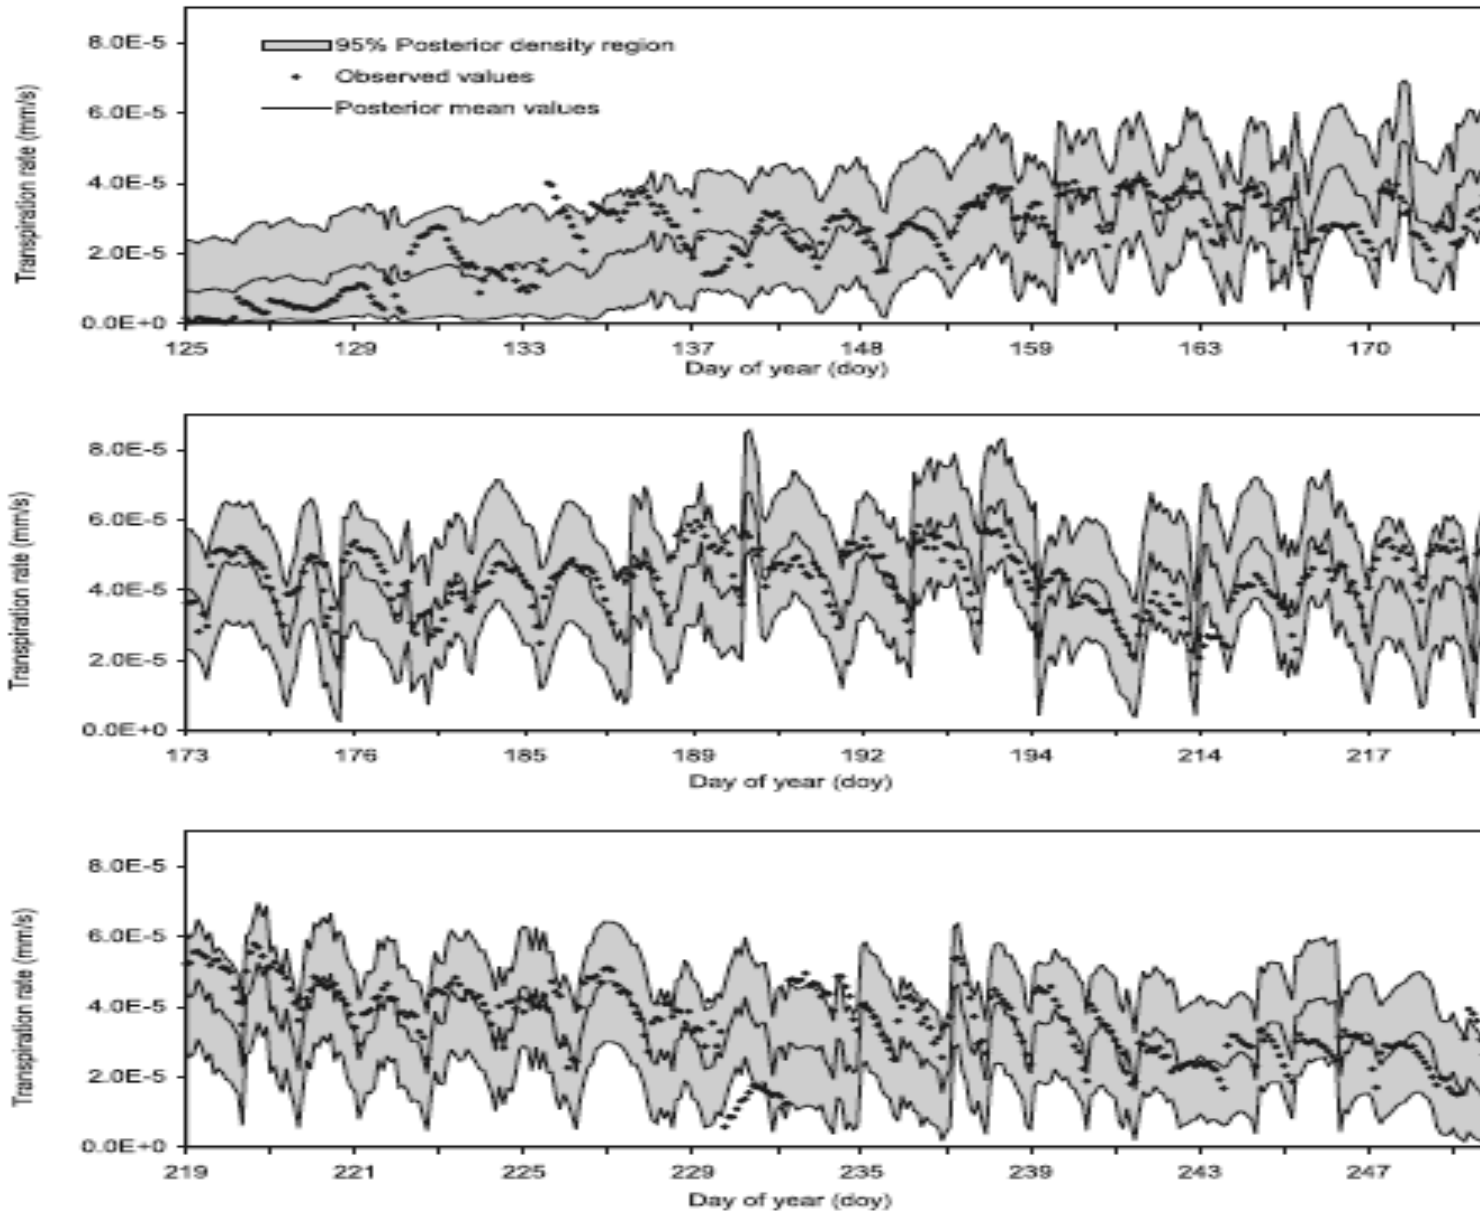 8.0E-5
95% Posterior density region
Observed values
6.0E-5
Posterior mean values
Transpiration rate (mm/s)
4.0E-5
2.0E-5
0.0E+0
125 129 133 137 148 159 163 170
Day of year (doy)
8.0E-5
6.0E-5
Transpiration rate (mm/s)
4.0E-5
2.0E-5
0.0E+0
173 176 185 189 192 194 214 217
Day of year (doy)
8.0E-5
6.0E-5
Transpiration rate (mm/s)
4.0E-5
2.0E-5
0.0E+0
219 221 225 229 235 239 243 247
Day of year (doy)